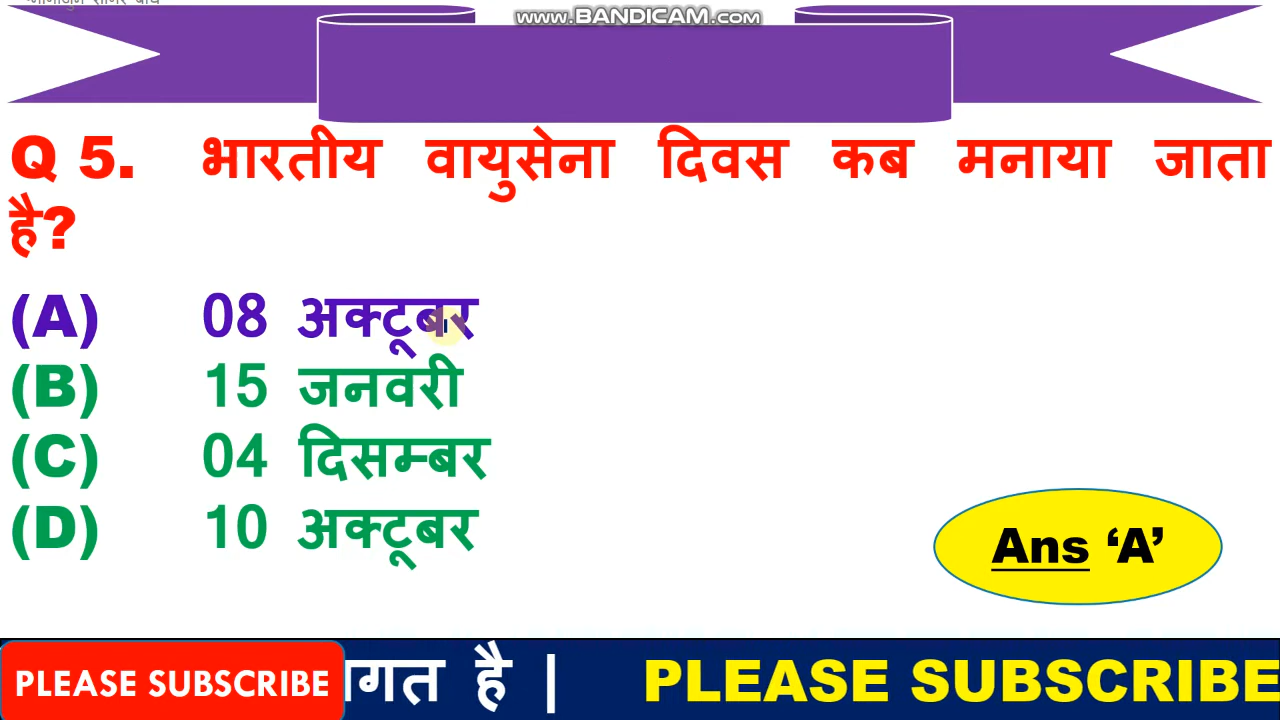 www.BANDICAM.com
Q 5. भारतीय वायुसेना दिवस कब मनाया जाता
है?
(A) 08 अक्टूबर
(B) 15 जनवरी
(C) 04 दिसम्बर
(D) 10 अक्टूबर
Ans ‘A’
PLEASE SUBSCRIBE
है | PLEASE SUBSCRIBE